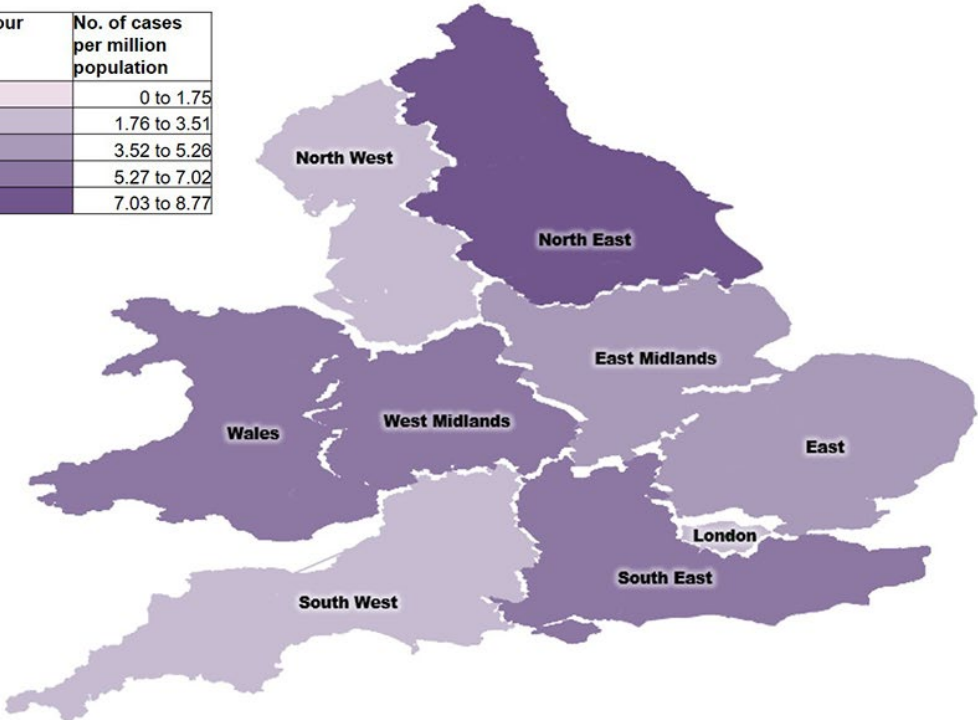 our
No. of cases
per million
population
0 to 1.75
1.76 to 3.51
3.52 to 5.26
5.27 to 7.02
7.03 to 8.77
North West
North East
East Midlands
West Midlands
Wales
East
London
South East
South West